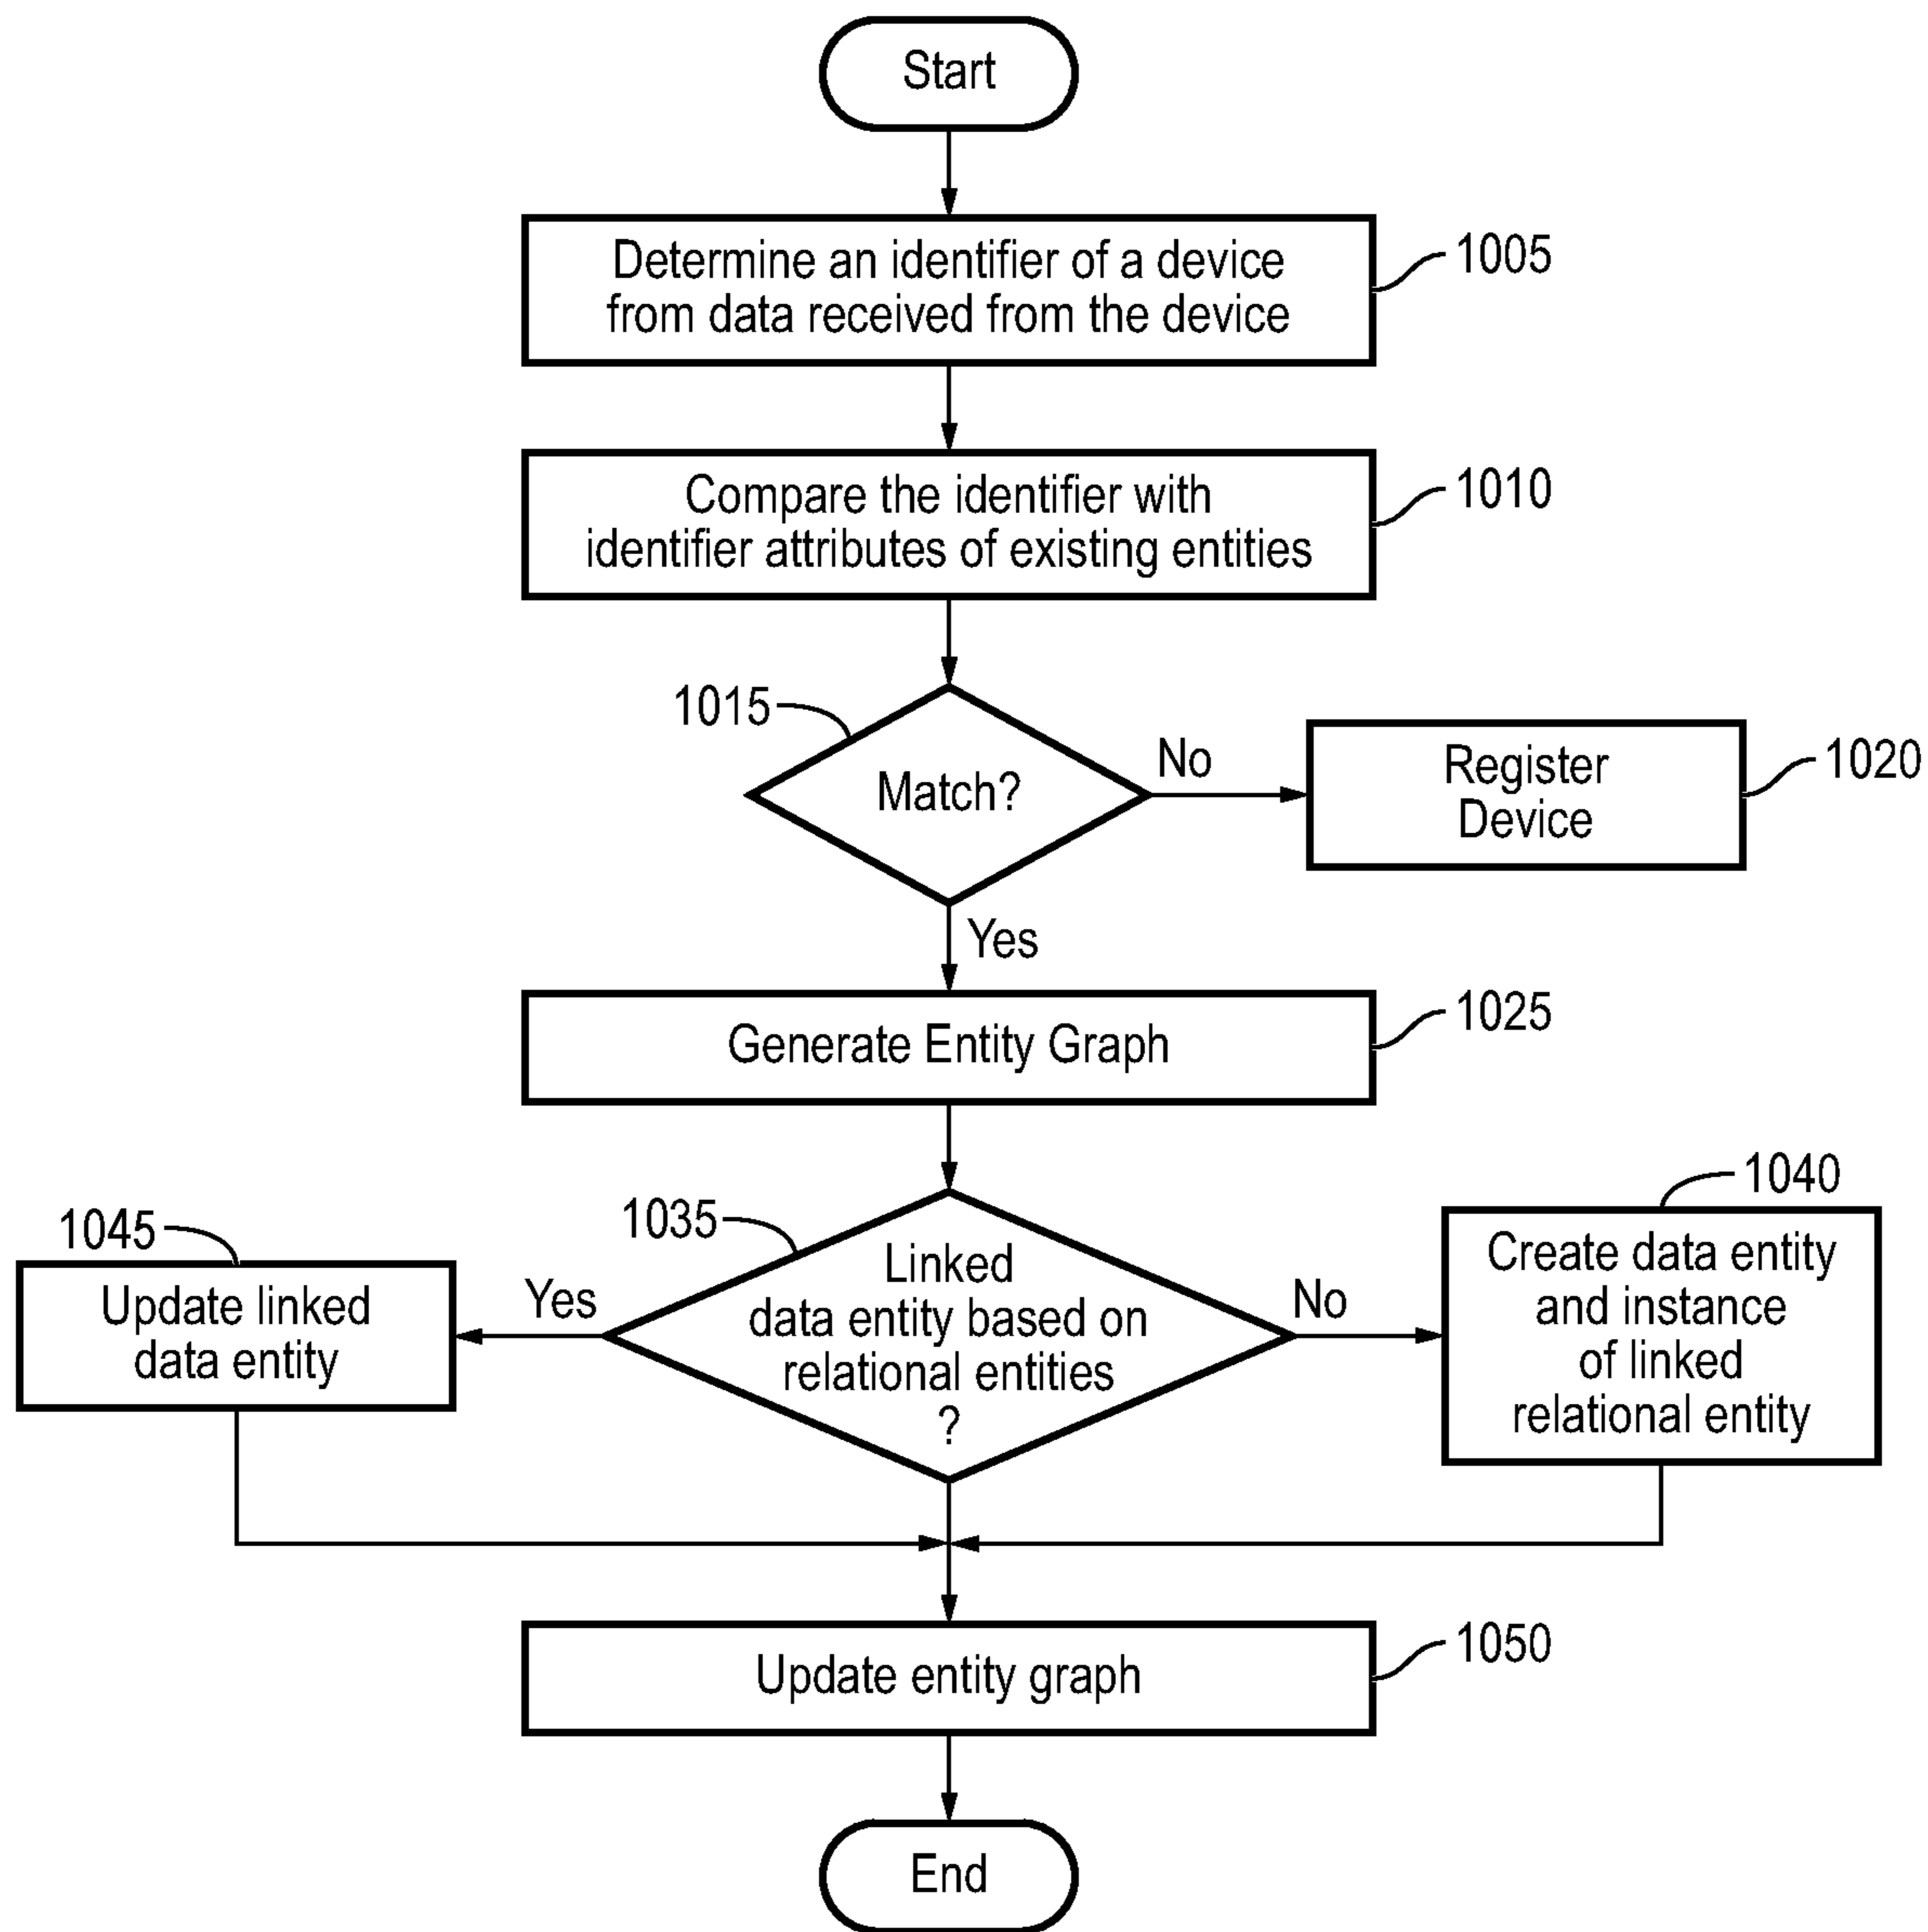 Start
Determine an identifier of a device
from data received from the device
1005
Compare the identifier with
identifier attributes of existing entities
1010
1015
Match?
No
Register
Device
1020
Yes
Generate Entity Graph
1025
1045
Update linked
data entity
Yes
1035
Linked
data entity based on
relational entities
?
No
1040
Create data entity
and instance
of linked
relational entity
Update entity graph
1050
End